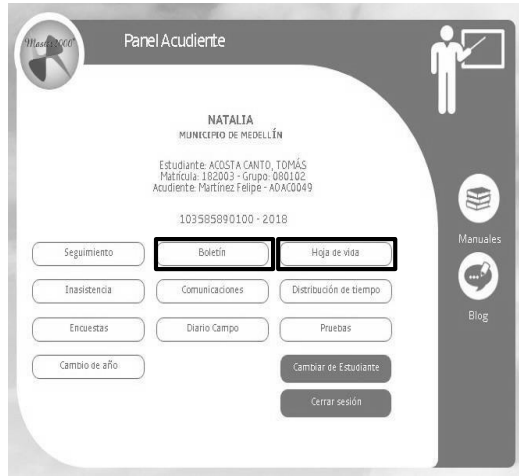 Master2000
Panel Acudiente
NATALIA
MUNICIPIO DE MEDELLÍN
Estudiante: ACOSTA CANTO, TOMÁS
Matrícula: 182003 - Grupo: 080102
Acudiente: Martínez Felipe - ADAC0049
103585890100 - 2018
Seguimiento
Boletín
Hoja de vida
Inasistencia
Comunicaciones
Distribución de tiempo
Encuestas
Diario Campo
Pruebas
Cambio de año
Cambiar de Estudiante
Cerrar sesión
Manuales
Blog